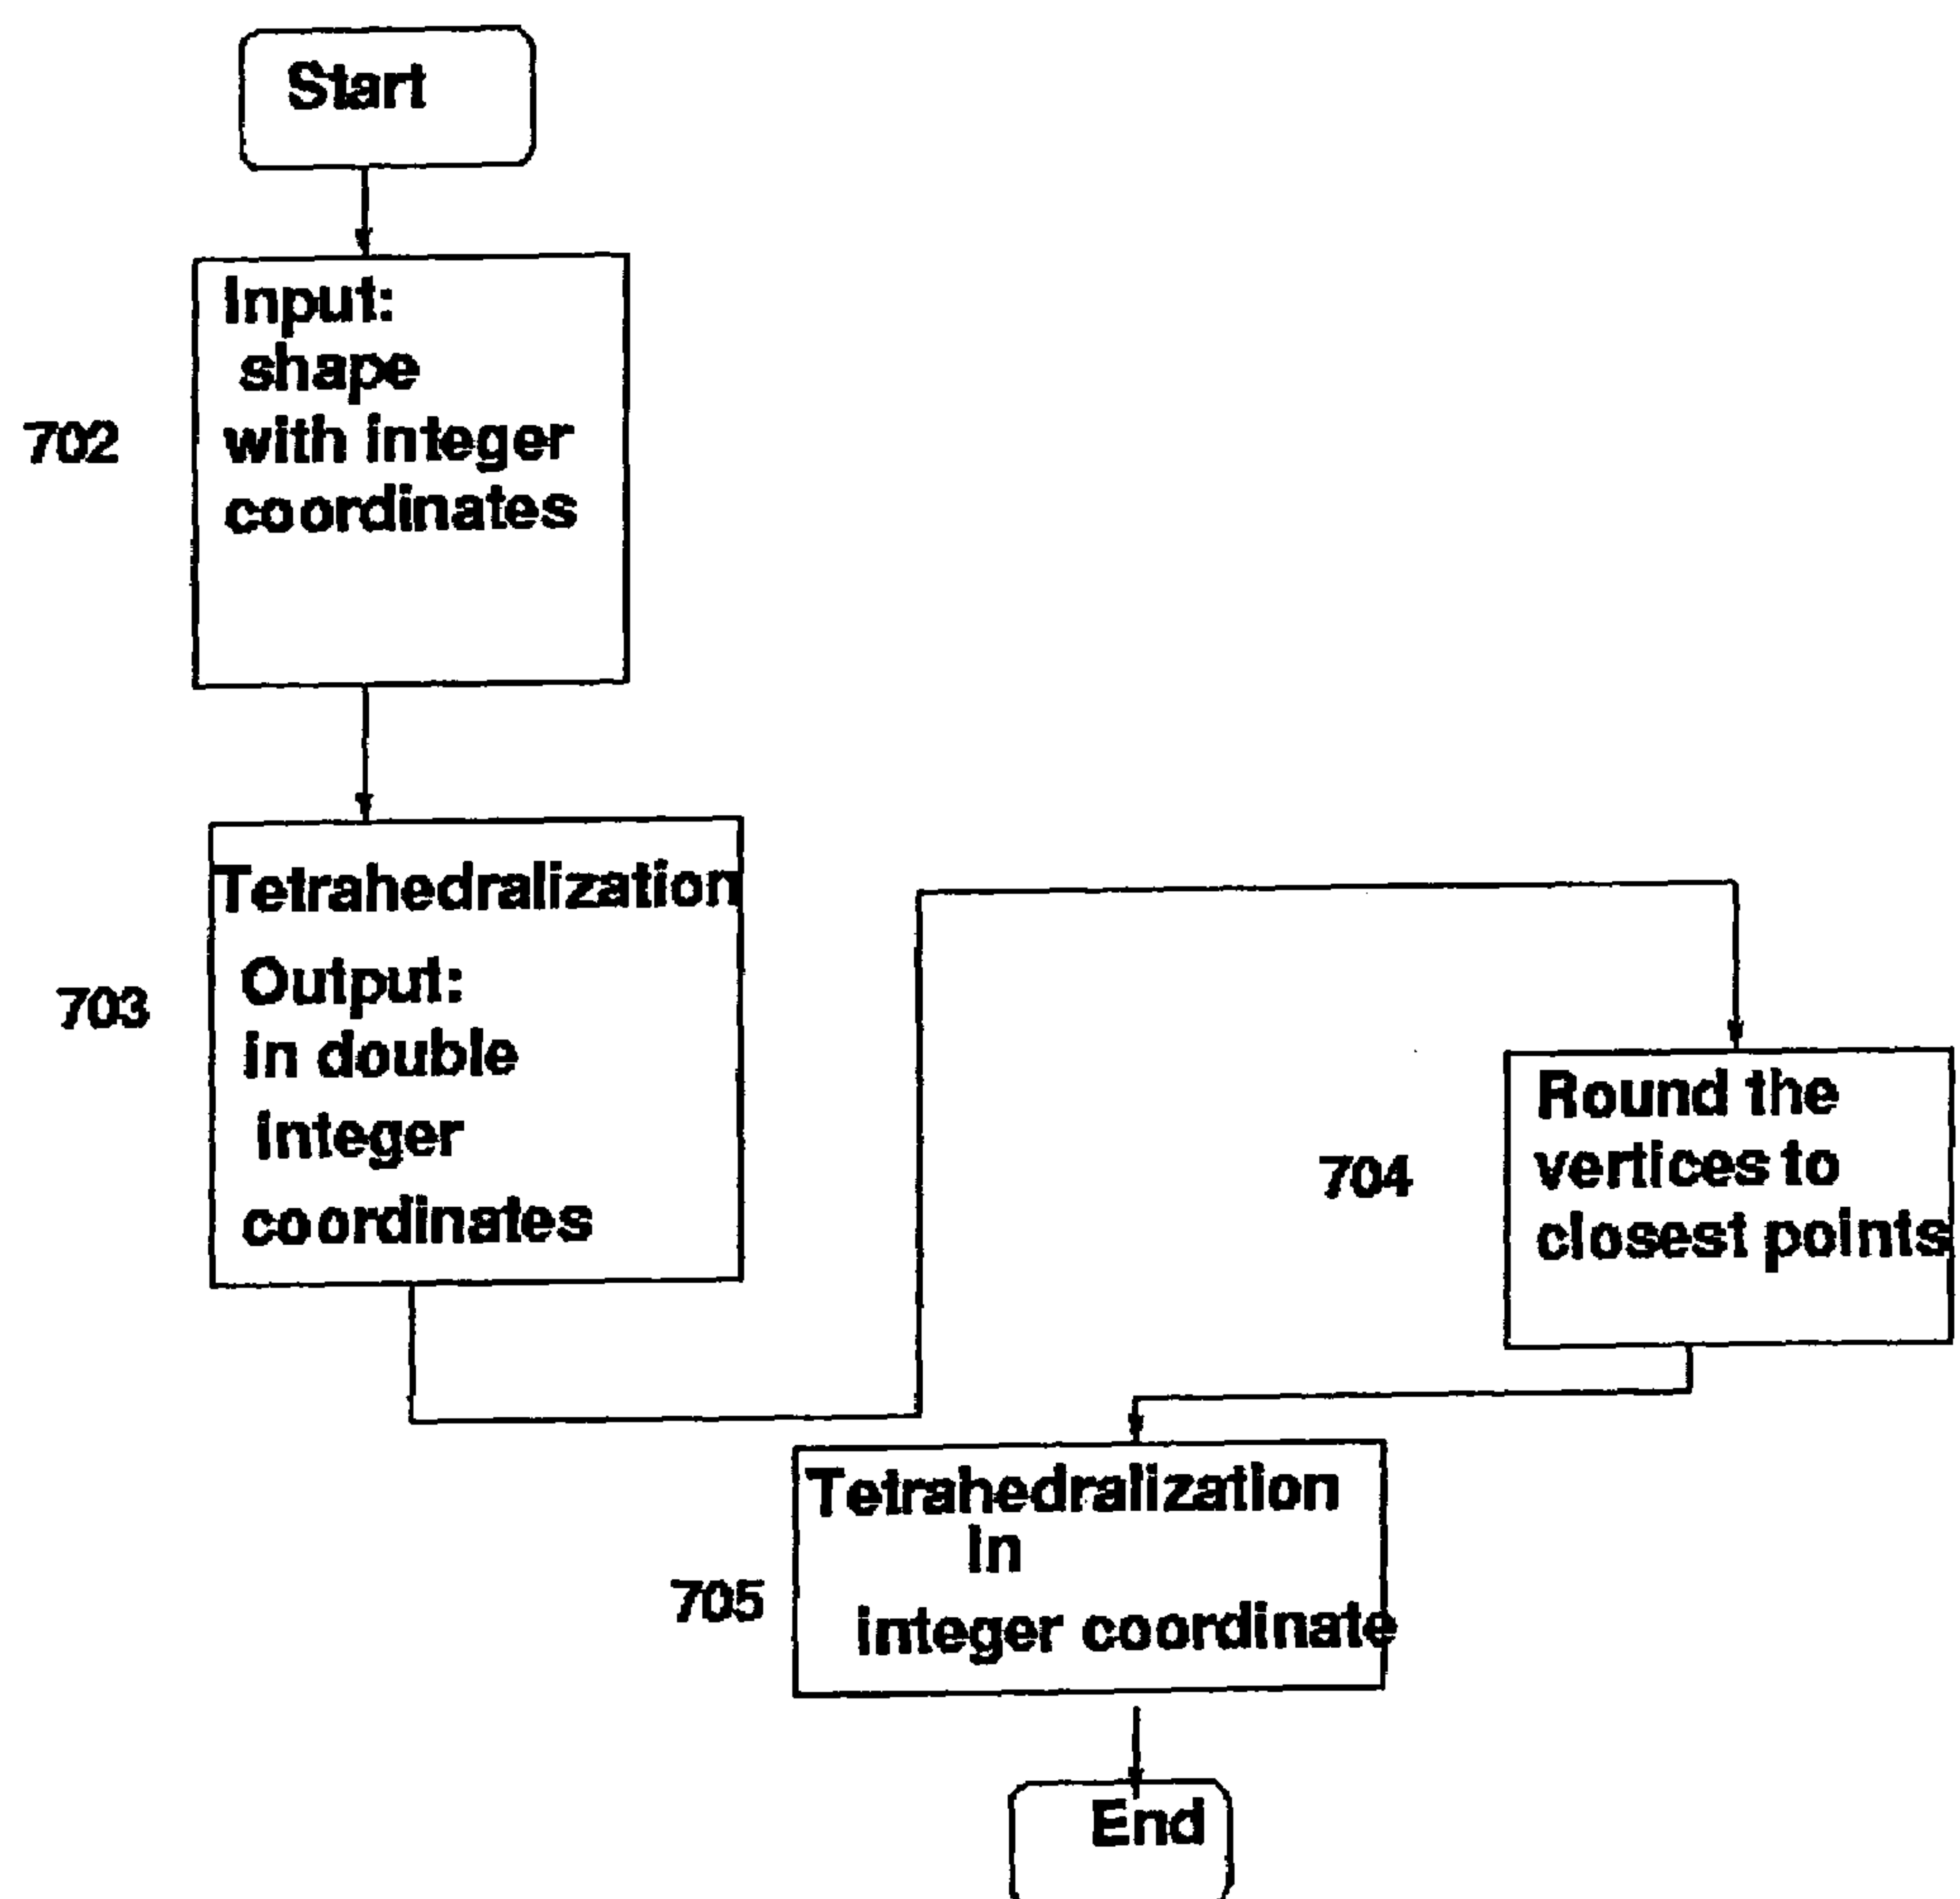 Start
Input:
shape
with integer
coordinates
702
Tetrahedralization
Output:
in double
integer
coordinates
703
Round the
vertices to
closest points
704
Tetrahedralization
In
integer coordinate
705
End